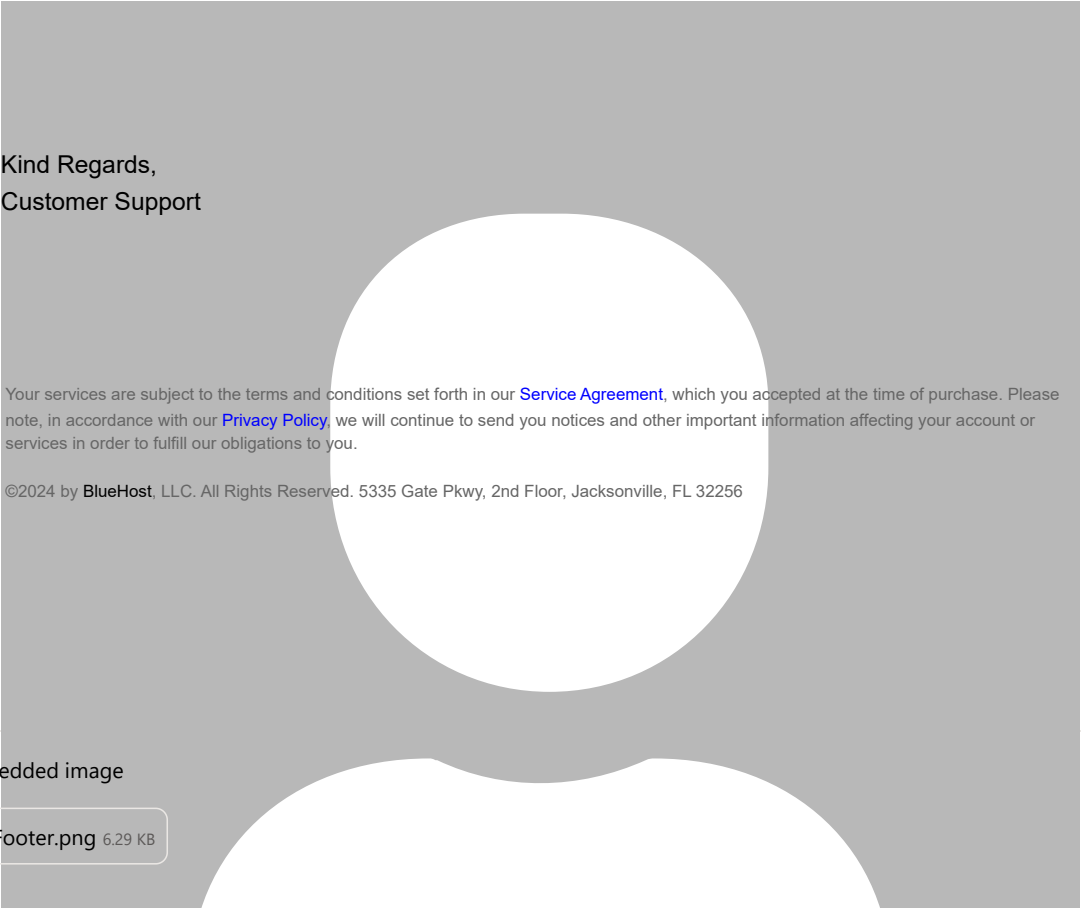 Kind Regards,
Customer Support
Your services are subject to the terms and conditions set forth in our Service Agreement, which you accepted at the time of purchase. Please
note, in accordance with our Privacy Policy, we will continue to send you notices and other important information affecting your account or
services in order to fulfill our obligations to you.
©2024 by BlueHost, LLC. All Rights Reserved. 5335 Gate Pkwy, 2nd Floor, Jacksonville, FL 32256
edded image
Footer.png 6.29 KB